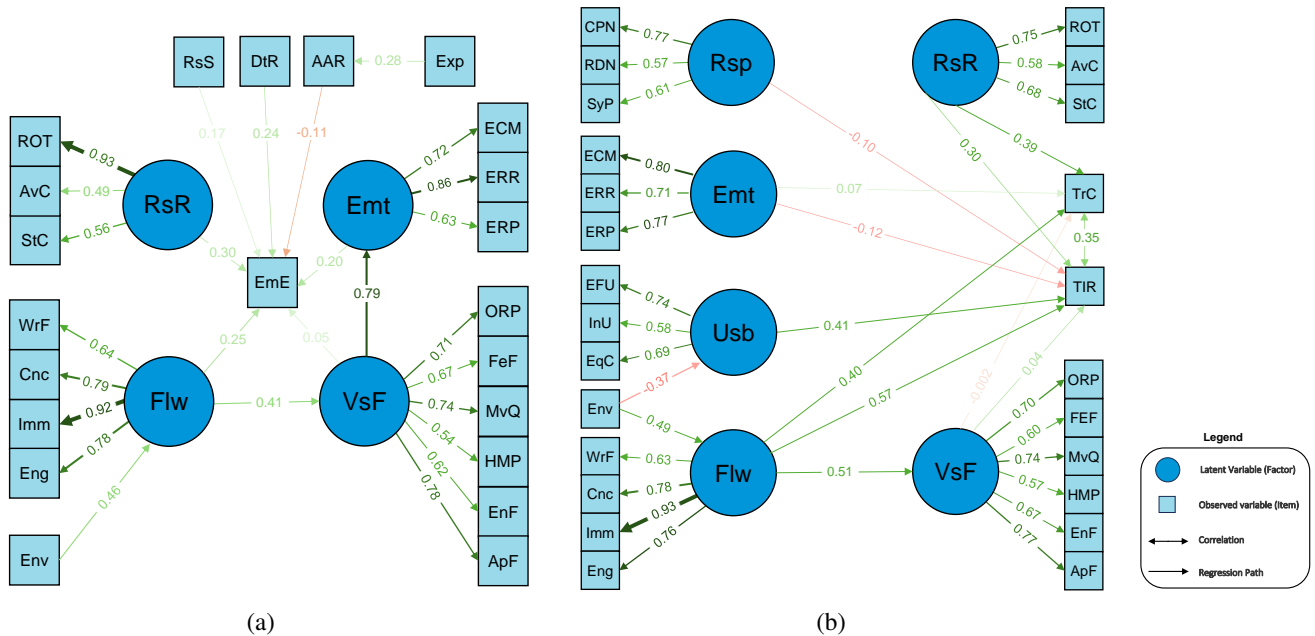 RsS
DtR
AAR
0.28
Exp
0.17
0.24
-0.11
ROT
AvC
StC
0.93
0.49
0.56
RsR
Emt
0.72
0.86
0.63
ECM
ERR
ERP
0.30
0.20
EmE
0.79
WrF
Cnc
Imm
Eng
0.64
0.79
0.92
0.78
Flw
0.25
0.05
0.41
VsF
0.71
0.67
0.74
0.54
0.62
0.78
ORP
FeF
MvQ
HMP
EnF
ApF
0.46
Env
(a)
CPN
RDN
SyP
0.77
0.57
0.61
Rsp
RsR
0.75
0.58
0.68
ROT
AvC
StC
-0.10
0.30
0.39
ECM
ERR
ERP
0.80
0.71
0.77
Emt
0.07
-0.12
TrC
0.35
TIR
EFU
InU
EqC
0.74
0.58
0.69
Usb
0.41
Env
-0.37
0.49
0.40
0.57
-0.002
0.04
WrF
Cnc
Imm
Eng
0.63
0.78
0.93
0.76
Flw
0.51
VsF
0.70
0.60
0.74
0.57
0.67
0.77
ORP
FEF
MvQ
HMP
EnF
ApF
(b)
Legend
Latent Variable (Factor)
Observed variable (Item)
Correlation
Regression Path